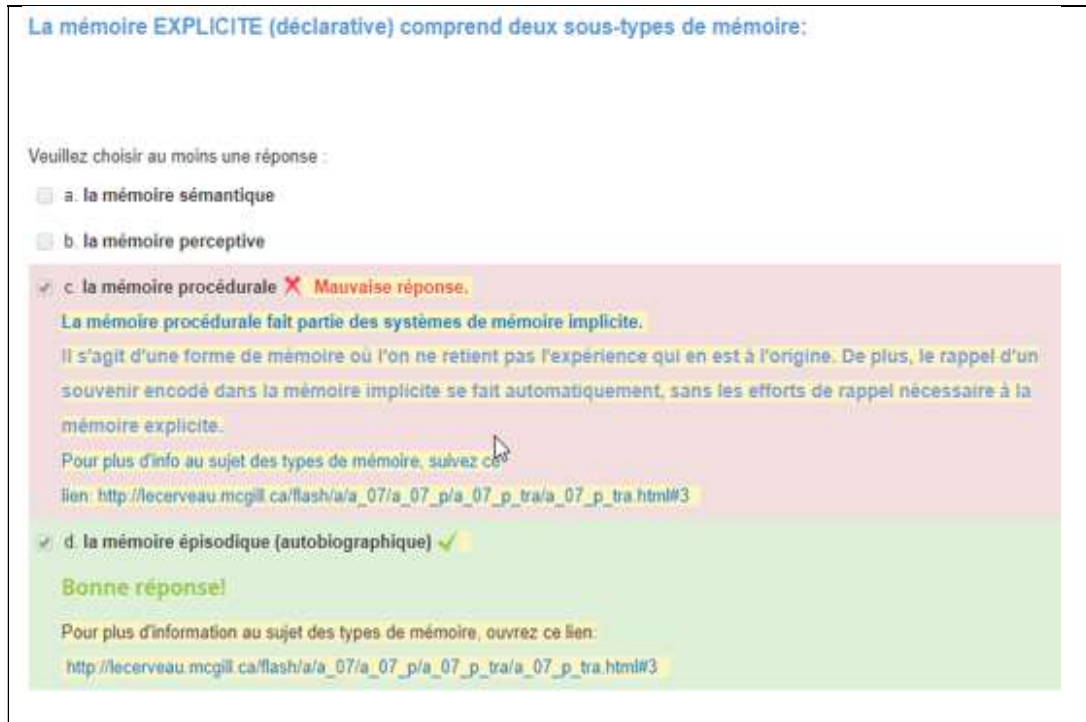 La mémoire EXPLICITE (déclarative) comprend deux sous-types de mémoire:
Veuillez choisir au moins une réponse :
a. la mémoire sémantique
b. la mémoire perceptive
c. la mémoire procédurale ✗ Mauvaise réponse.
La mémoire procédurale fait partie des systèmes de mémoire implicite.
Il s'agit d'une forme de mémoire où l'on ne retient pas l'expérience qui en est à l'origine. De plus, le rappel d'un
souvenir encodé dans la mémoire implicite se fait automatiquement, sans les efforts de rappel nécessaire à la
mémoire explicite.
Pour plus d'info au sujet des types de mémoire, suivez ce
lien: http://lecerveau.mcgill.ca/flash/a/a_07/a_07_p/a_07_p_tra/a_07_p_tra.html#3
d. la mémoire épisodique (autobiographique) ✓
Bonne réponse!
Pour plus d'information au sujet des types de mémoire, ouvrez ce lien:
http://lecerveau.mcgill.ca/flash/a/a_07/a_07_p/a_07_p_tra/a_07_p_tra.html#3